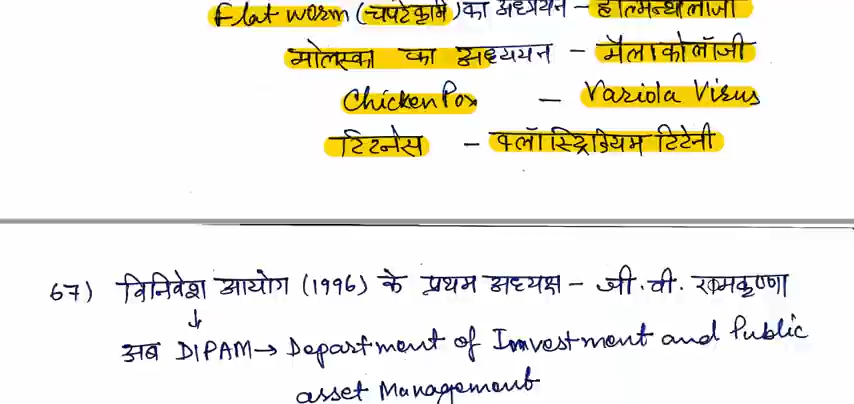 Flat worm (चपटेकृमि) का अध्ययन - हेल्मिन्थोलॉजी
मोलस्का का अध्ययन - मैलाकोलॉजी
Chicken Pox - Variola Virus
टिटनेस - क्लॉस्ट्रिडियम टिटेनी
67) विनिवेश आयोग (1996) के प्रथम अध्यक्ष - जी.वी. रामकृष्णा
↓
अब DIPAM → Department of Investment and Public
asset Management